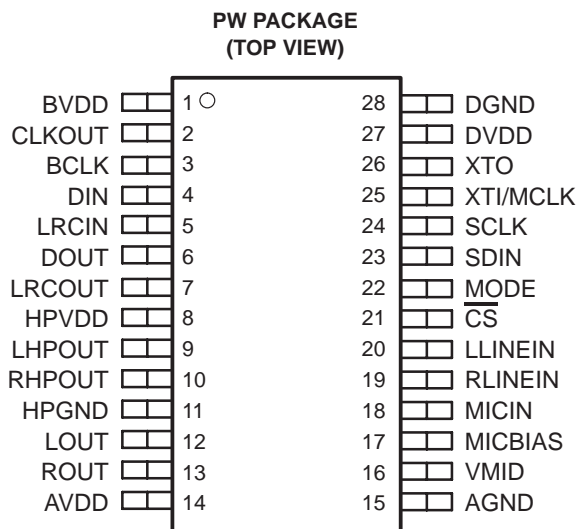 PW PACKAGE
(TOP VIEW)
BVDD 1 28 DGND
CLKOUT 2 27 DVDD
BCLK 3 26 XTO
DIN 4 25 XTI/MCLK
LRCIN 5 24 SCLK
DOUT 6 23 SDIN
LRCOUT 7 22 MODE
HPVDD 8 21 C̅S̅
LHPOUT 9 20 LLINEIN
RHPOUT 10 19 RLINEIN
HPGND 11 18 MICIN
LOUT 12 17 MICBIAS
ROUT 13 16 VMID
AVDD 14 15 AGND